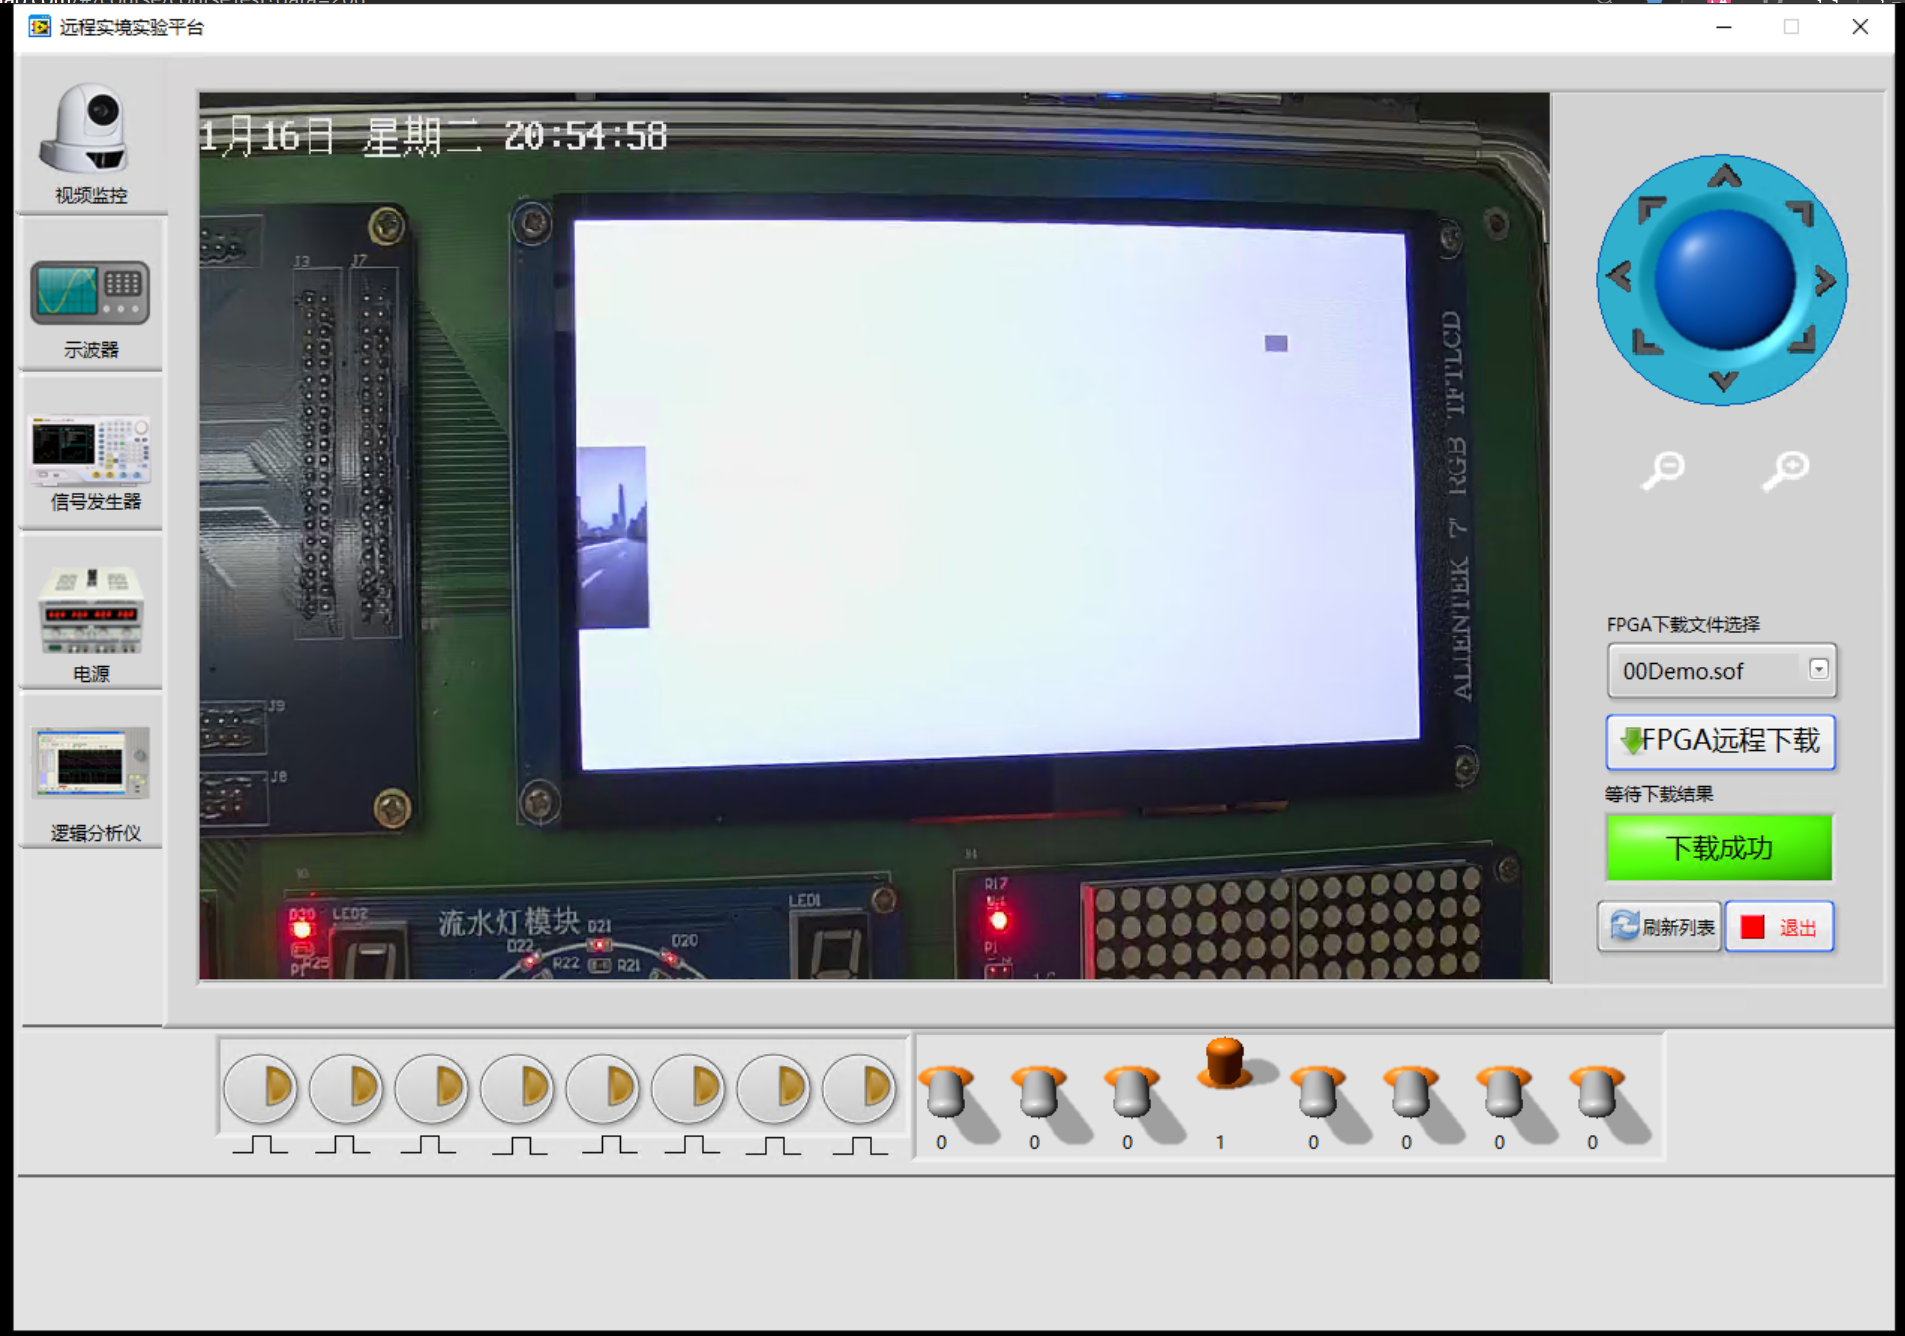 远程实境实验平台
视频监控
示波器
信号发生器
电源
逻辑分析仪
1月16日 星期二 20:54:58
J3 J7
J9
J8
ALIENTEK 7' RGB TFTLCD
D30 LED2
流水灯模块
LED1
D22 D21 D20
R22 R21
R25
P1
R17
P1
FPGA下载文件选择
00Demo.sof
FPGA远程下载
等待下载结果
下载成功
刷新列表
退出
0 0 0 1 0 0 0 0